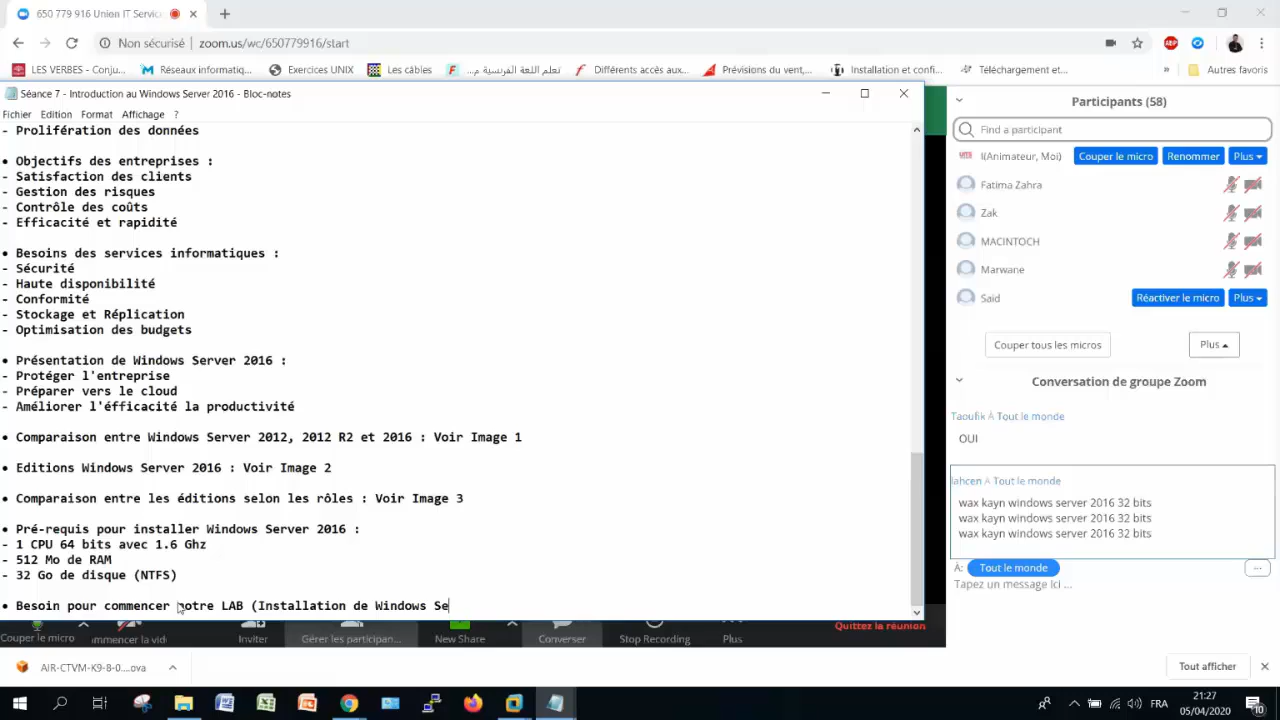 650 779 916 Union IT Servic
Non sécurisé | zoom.us/wc/650779916/start
LES VERBES - Conju...
Réseaux informatiq...
Exercices UNIX
Les câbles
تعلم اللغة الفرنسية م...
Différents accès aux...
Prévisions du vent,...
Installation et confi...
Téléchargement et...
»
Autres favoris
Séance 7 - Introduction au Windows Server 2016 - Bloc-notes
Fichier Edition Format Affichage ?
- Prolifération des données
• Objectifs des entreprises :
- Satisfaction des clients
- Gestion des risques
- Contrôle des coûts
- Efficacité et rapidité
• Besoins des services informatiques :
- Sécurité
- Haute disponibilité
- Conformité
- Stockage et Réplication
- Optimisation des budgets
• Présentation de Windows Server 2016 :
- Protéger l'entreprise
- Préparer vers le cloud
- Améliorer l'éfficacité la productivité
• Comparaison entre Windows Server 2012, 2012 R2 et 2016 : Voir Image 1
• Editions Windows Server 2016 : Voir Image 2
• Comparaison entre les éditions selon les rôles : Voir Image 3
• Pré-requis pour installer Windows Server 2016 :
- 1 CPU 64 bits avec 1.6 Ghz
- 512 Mo de RAM
- 32 Go de disque (NTFS)
• Besoin pour commencer notre LAB (Installation de Windows Se
Participants (58)
Find a participant
I(Animateur, Moi) Couper le micro Renommer Plus
Fatima Zahra
Zak
MACINTOCH
Marwane
Said Réactiver le micro Plus
Couper tous les micros Plus
Conversation de groupe Zoom
Taoufik À Tout le monde
OUI
lahcen À Tout le monde
wax kayn windows server 2016 32 bits
wax kayn windows server 2016 32 bits
wax kayn windows server 2016 32 bits
À: Tout le monde ...
Tapez un message ici ...
Couper le micro
ommencer la vid
Inviter
Gérer les participan...
New Share
Converser
Stop Recording
Plus
Quittez la réunion
AIR-CTVM-K9-8-0....ova
Tout afficher
FRA
21:27
05/04/2020
10